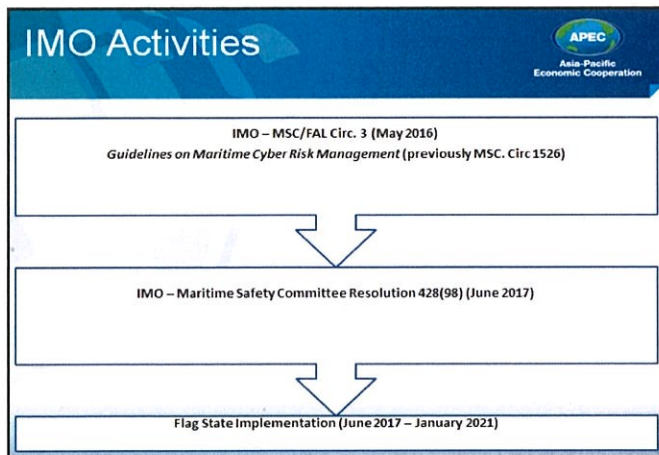 IMO Activities
APEC
Asia-Pacific
Economic Cooperation
IMO – MSC/FAL Circ. 3 (May 2016)
Guidelines on Maritime Cyber Risk Management (previously MSC. Circ 1526)
IMO – Maritime Safety Committee Resolution 428(98) (June 2017)
Flag State Implementation (June 2017 – January 2021)